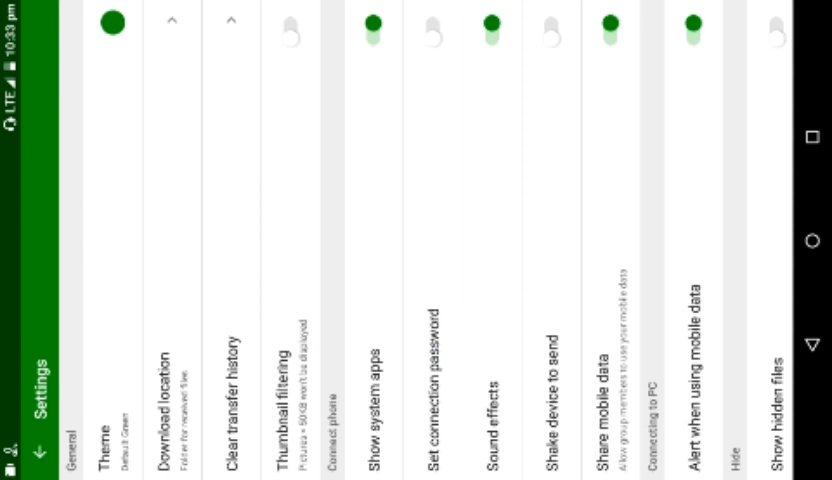 LTE 10:33 pm
Settings
General
Theme
Default Green
Download location
Folder for received files
Clear transfer history
Thumbnail filtering
Pictures < 50KB won't be displayed
Connect phone
Show system apps
Set connection password
Sound effects
Shake device to send
Share mobile data
Allow group members to use your mobile data
Connecting to PC
Alert when using mobile data
Hide
Show hidden files